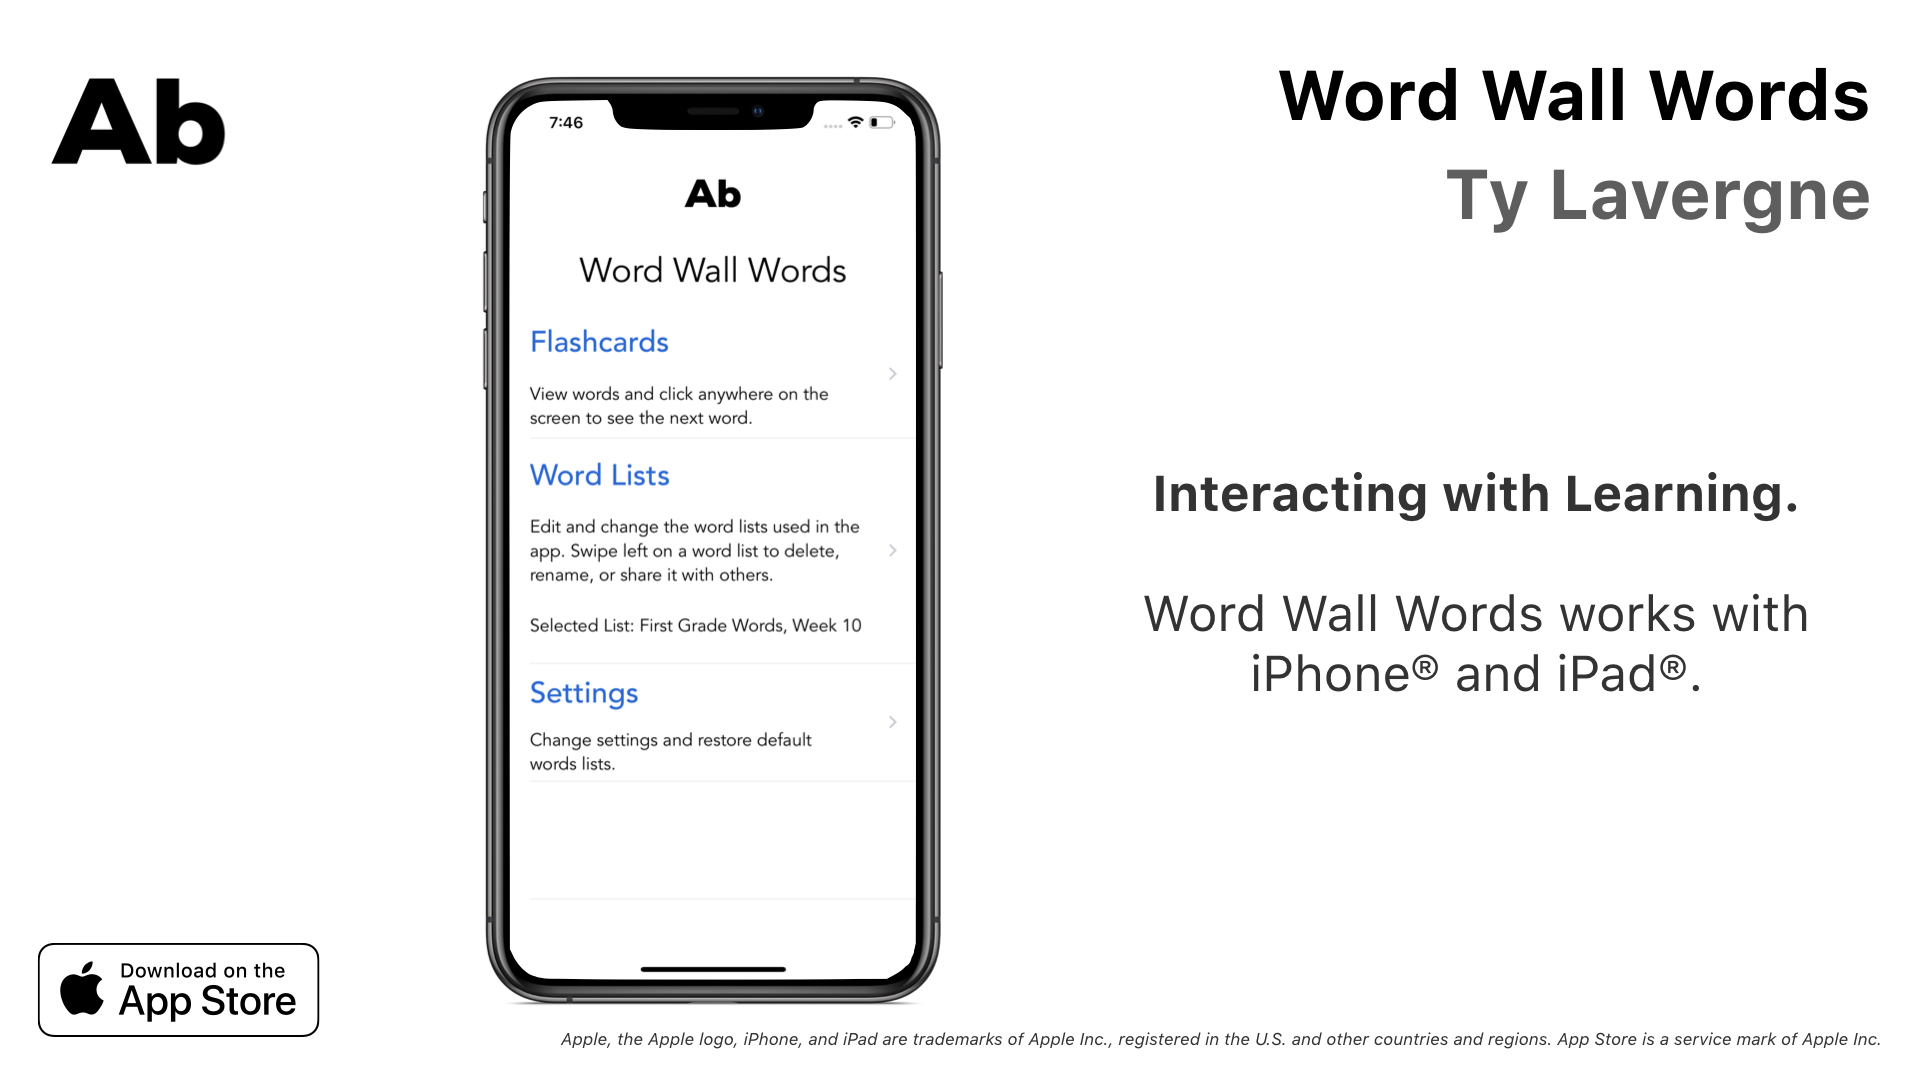 Ab
Word Wall Words
Ty Lavergne
7:46
Ab
Word Wall Words
Flashcards
View words and click anywhere on the
screen to see the next word.
Word Lists
Edit and change the word lists used in the
app. Swipe left on a word list to delete,
rename, or share it with others.
Selected List: First Grade Words, Week 10
Settings
Change settings and restore default
words lists.
Interacting with Learning.
Word Wall Words works with
iPhone® and iPad®.
Download on the
App Store
Apple, the Apple logo, iPhone, and iPad are trademarks of Apple Inc., registered in the U.S. and other countries and regions. App Store is a service mark of Apple Inc.